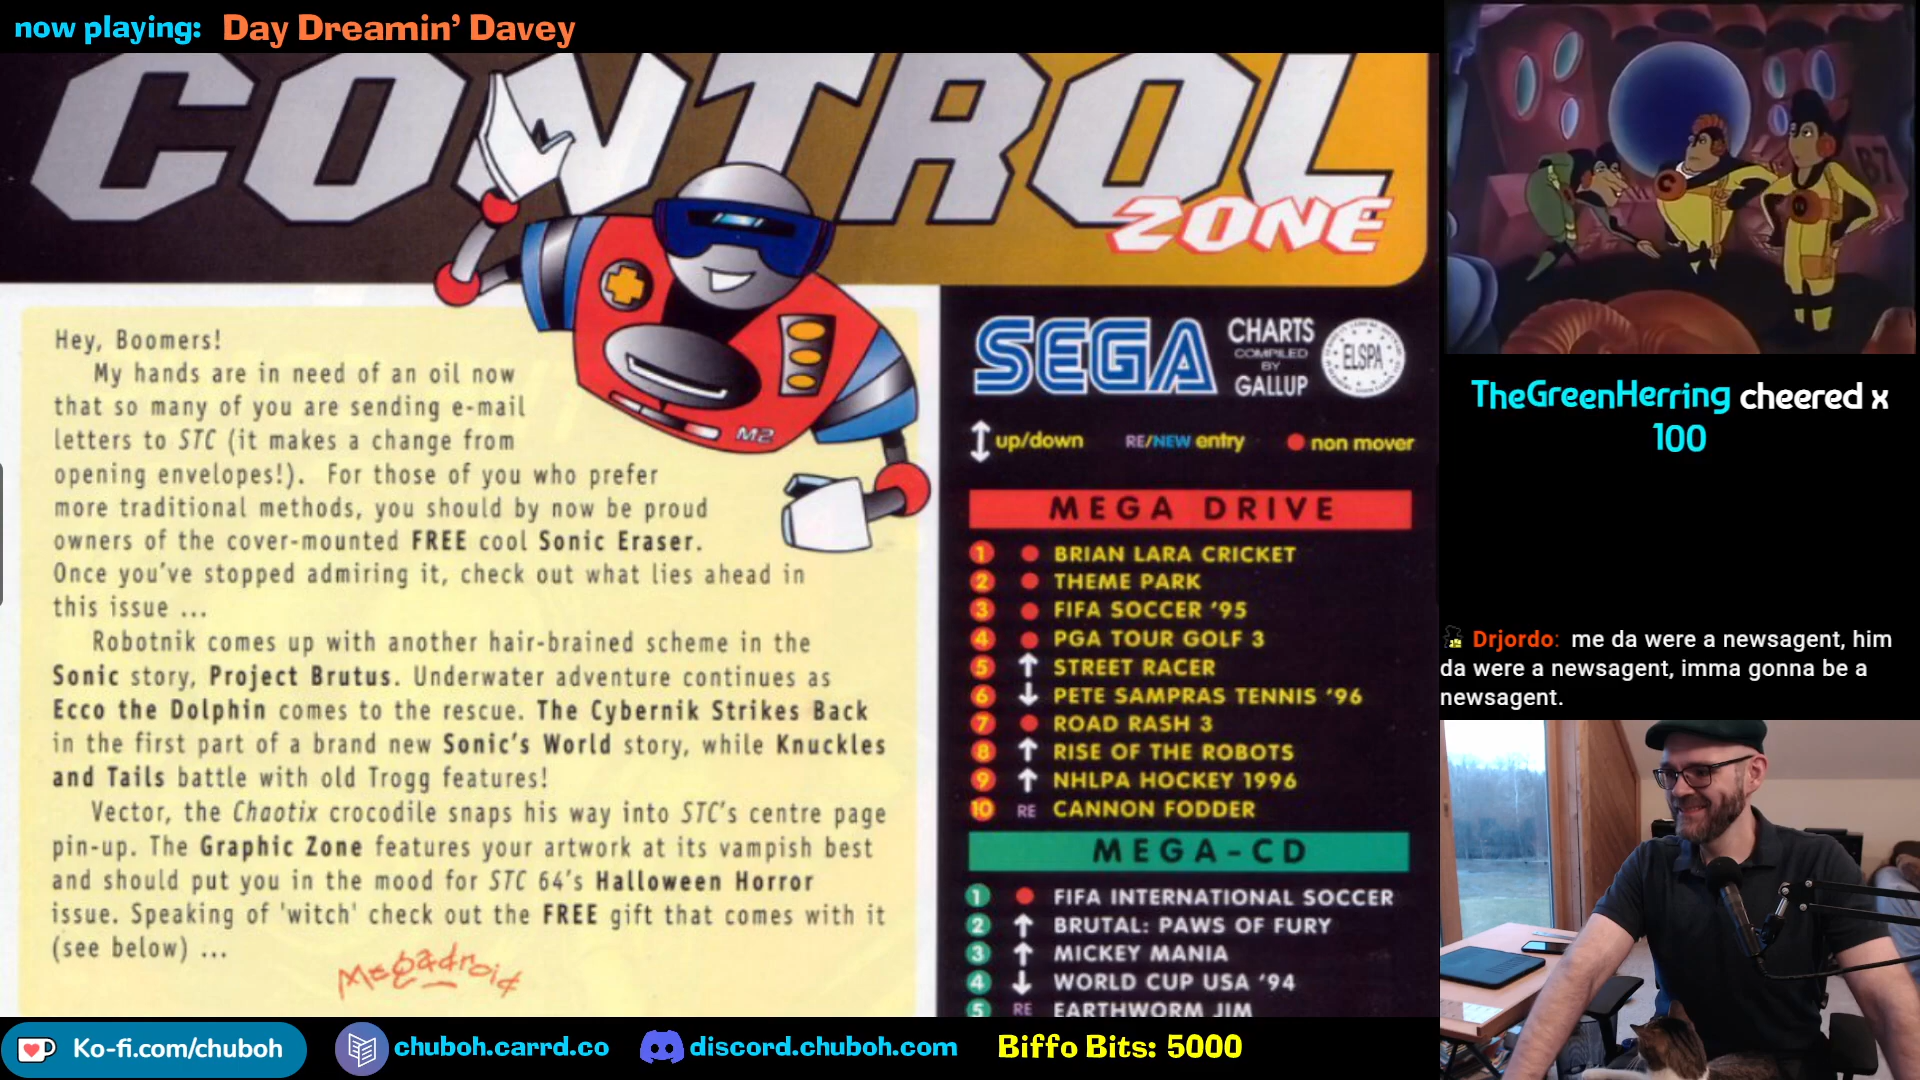 now playing: Day Dreamin' Davey
CONTROL
ZONE
Hey, Boomers!
My hands are in need of an oil now
that so many of you are sending e-mail
letters to STC (it makes a change from
opening envelopes!). For those of you who prefer
more traditional methods, you should by now be proud
owners of the cover-mounted FREE cool Sonic Eraser.
Once you've stopped admiring it, check out what lies ahead in
this issue ...
Robotnik comes up with another hair-brained scheme in the
Sonic story, Project Brutus. Underwater adventure continues as
Ecco the Dolphin comes to the rescue. The Cybernik Strikes Back
in the first part of a brand new Sonic's World story, while Knuckles
and Tails battle with old Trogg features!
Vector, the Chaotix crocodile snaps his way into STC's centre page
pin-up. The Graphic Zone features your artwork at its vampish best
and should put you in the mood for STC 64's Halloween Horror
issue. Speaking of 'witch' check out the FREE gift that comes with it
(see below) ...
Megadroid
M2
SEGA
CHARTS
COMPILED
BY
GALLUP
ELSPA
up/down RE/NEW entry non mover
MEGA DRIVE
1 BRIAN LARA CRICKET
2 THEME PARK
3 FIFA SOCCER '95
4 PGA TOUR GOLF 3
5 STREET RACER
6 PETE SAMPRAS TENNIS '96
7 ROAD RASH 3
8 RISE OF THE ROBOTS
9 NHLPA HOCKEY 1996
10 RE CANNON FODDER
MEGA-CD
1 FIFA INTERNATIONAL SOCCER
2 BRUTAL: PAWS OF FURY
3 MICKEY MANIA
4 WORLD CUP USA '94
5 RE EARTHWORM JIM
C
B7
TheGreenHerring cheered x
100
Drjordo: me da were a newsagent, him
da were a newsagent, imma gonna be a
newsagent.
Ko-fi.com/chuboh
chuboh.carrd.co
discord.chuboh.com
Biffo Bits: 5000